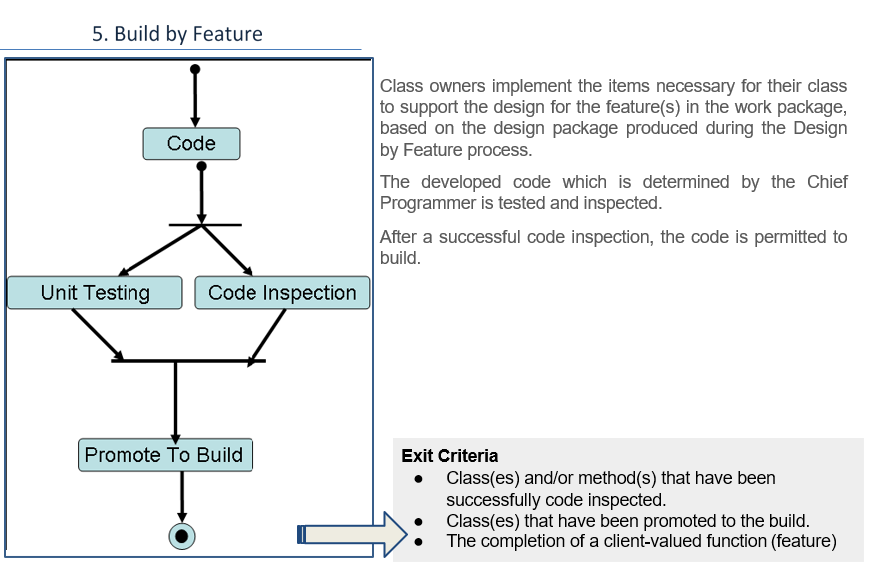 5. Build by Feature
Class owners implement the items necessary for their class
to support the design for the feature(s) in the work package,
based on the design package produced during the Design
by Feature process.
The developed code which is determined by the Chief
Programmer is tested and inspected.
After a successful code inspection, the code is permitted to
build.
Code
Unit Testing
Code Inspection
Promote To Build
Exit Criteria
● Class(es) and/or method(s) that have been
successfully code inspected.
● Class(es) that have been promoted to the build.
● The completion of a client-valued function (feature)